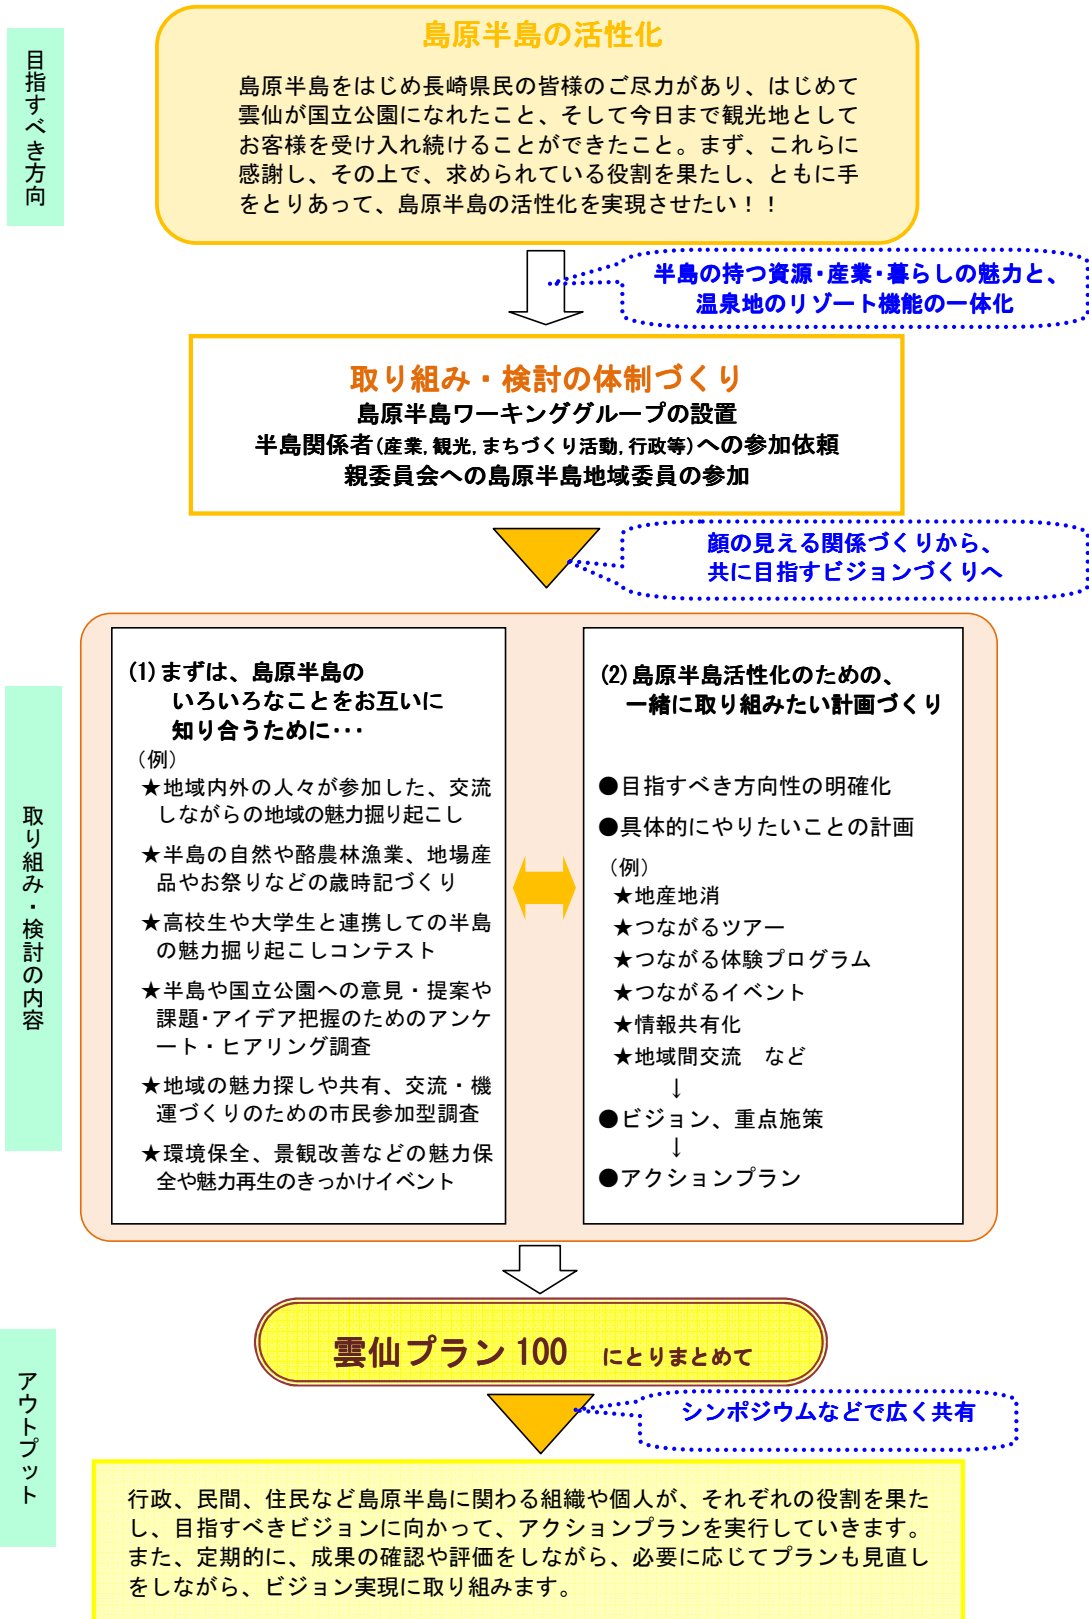 目指すべき方向
島原半島の活性化
島原半島をはじめ長崎県民の皆様のご尽力があり、はじめて
雲仙が国立公園になれたこと、そして今日まで観光地として
お客様を受け入れ続けることができたこと。まず、これらに
感謝し、その上で、求められている役割を果たし、ともに手
をとりあって、島原半島の活性化を実現させたい！！
半島の持つ資源・産業・暮らしの魅力と、
温泉地のリゾート機能の一体化
取り組み・検討の体制づくり
島原半島ワーキンググループの設置
半島関係者(産業,観光,まちづくり活動,行政等)への参加依頼
親委員会への島原半島地域委員の参加
顔の見える関係づくりから、
共に目指すビジョンづくりへ
取り組み・検討の内容
(1)まずは、島原半島の
いろいろなことをお互いに
知り合うために･･･
（例）
★地域内外の人々が参加した、交流
しながらの地域の魅力掘り起こし
★半島の自然や酪農林漁業、地場産
品やお祭りなどの歳時記づくり
★高校生や大学生と連携しての半島
の魅力掘り起こしコンテスト
★半島や国立公園への意見・提案や
課題・アイデア把握のためのアンケ
ート・ヒアリング調査
★地域の魅力探しや共有、交流・機
運づくりのための市民参加型調査
★環境保全、景観改善などの魅力保
全や魅力再生のきっかけイベント
(2)島原半島活性化のための、
一緒に取り組みたい計画づくり
●目指すべき方向性の明確化
●具体的にやりたいことの計画
（例）
★地産地消
★つながるツアー
★つながる体験プログラム
★つながるイベント
★情報共有化
★地域間交流　など
↓
●ビジョン、重点施策
↓
●アクションプラン
アウトプット
雲仙プラン100　にとりまとめて
シンポジウムなどで広く共有
行政、民間、住民など島原半島に関わる組織や個人が、それぞれの役割を果た
し、目指すべきビジョンに向かって、アクションプランを実行していきます。
また、定期的に、成果の確認や評価をしながら、必要に応じてプランも見直し
をしながら、ビジョン実現に取り組みます。